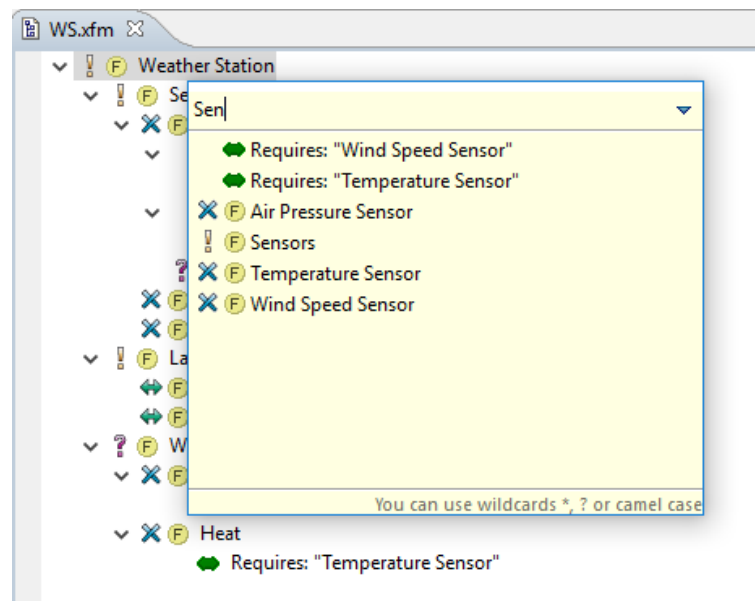 WS.xfm
F Weather Station
F Se
Sen
F
Requires: "Wind Speed Sensor"
Requires: "Temperature Sensor"
F Air Pressure Sensor
! F Sensors
?
F Temperature Sensor
F
F Wind Speed Sensor
F
F La
F
F
? F W
F
You can use wildcards *, ? or camel case
F Heat
Requires: "Temperature Sensor"